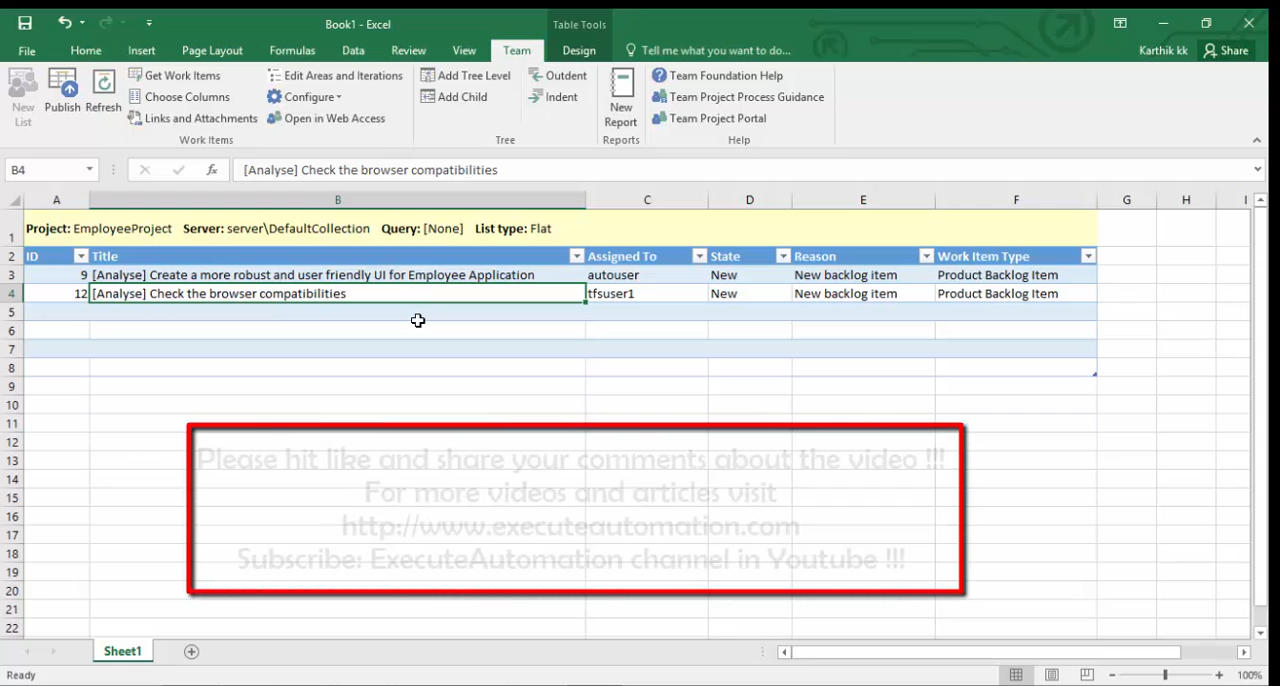 Book1 - Excel
Table Tools
File Home Insert Page Layout Formulas Data Review View Team Design Tell me what you want to do... Karthik kk Share
New List
Publish
Refresh
Get Work Items
Choose Columns
Links and Attachments
Work Items
Edit Areas and Iterations
Configure
Open in Web Access
Add Tree Level
Add Child
Outdent
Indent
Tree
New Report
Reports
Team Foundation Help
Team Project Process Guidance
Team Project Portal
Help
B4 fx [Analyse] Check the browser compatibilities
A B C D E F G H I
1 Project: EmployeeProject Server: server\DefaultCollection Query: [None] List type: Flat
2 ID Title Assigned To State Reason Work Item Type
3 9 [Analyse] Create a more robust and user friendly UI for Employee Application autouser New New backlog item Product Backlog Item
4 12 [Analyse] Check the browser compatibilities tfsuser1 New New backlog item Product Backlog Item
5
6
7
8
9
10
11
12
13
14
15
16
17
18
19
20
21
22
Please hit like and share your comments about the video !!!
For more videos and articles visit
http://www.executeautomation.com
Subscribe: ExecuteAutomation channel in Youtube !!!
Sheet1
Ready
100%